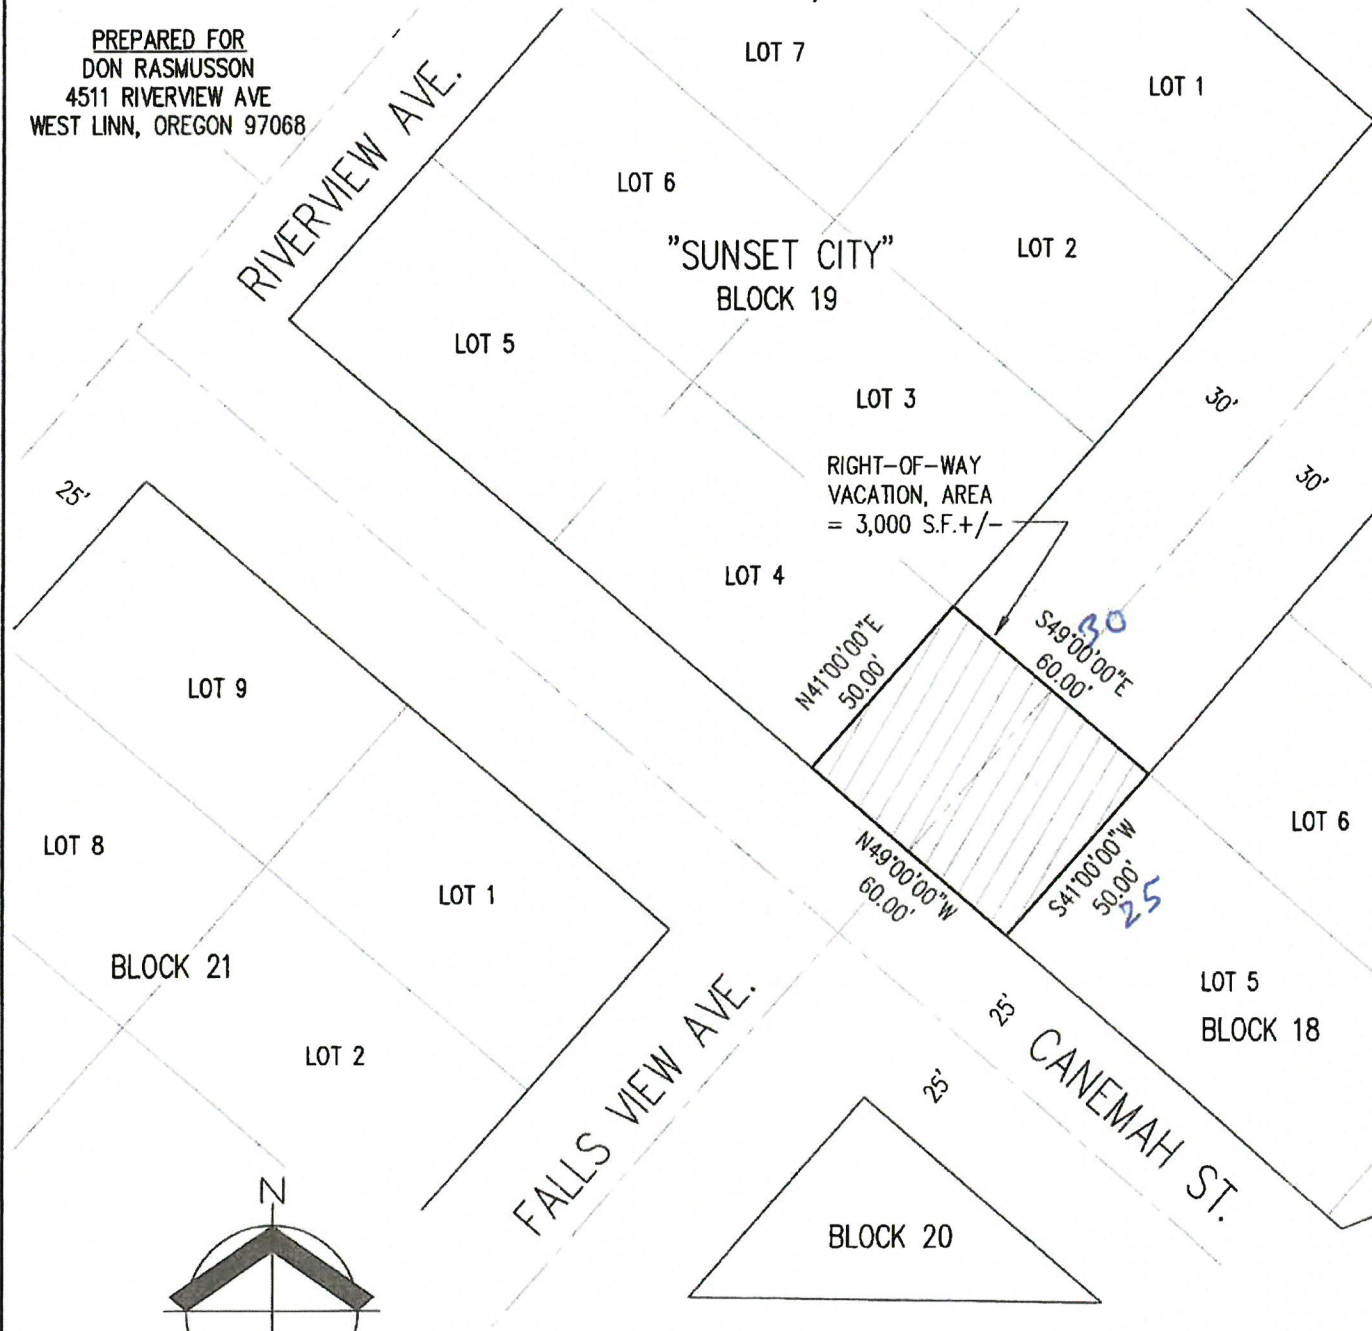 PREPARED FOR
DON RASMUSSON
4511 RIVERVIEW AVE
WEST LINN, OREGON 97068
RIVERVIEW AVE.
LOT 7
LOT 1
LOT 6
"SUNSET CITY"
BLOCK 19
LOT 2
LOT 5
LOT 3
30'
30'
RIGHT-OF-WAY
VACATION, AREA
= 3,000 S.F.+/-
25'
LOT 4
N41°00'00"E
50.00'
S49°00'00"E
60.00'
30
LOT 9
LOT 8
LOT 1
BLOCK 21
LOT 2
N49°00'00"W
60.00'
S41°00'00"W
50.00'
25
LOT 6
LOT 5
BLOCK 18
FALLS VIEW AVE.
25'
25'
CANEMAH ST.
BLOCK 20
N